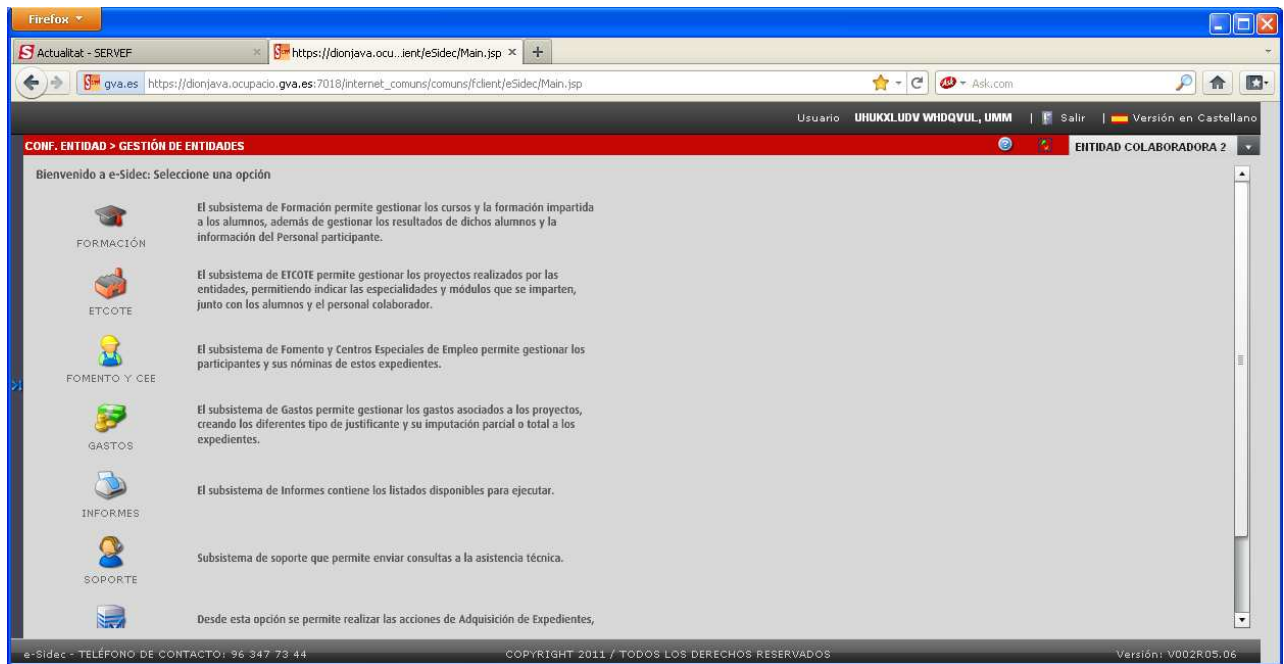 Firefox
Actualitat - SERVEF
https://dionjava.ocu...ient/eSidec/Main.jsp
gva.es https://dionjava.ocupacio.gva.es:7018/internet_comuns/comuns/fclient/eSidec/Main.jsp
Ask.com
Usuario UHUKXLUDV WHDQVUL, UMM | Salir | Versión en Castellano
CONF. ENTIDAD > GESTIÓN DE ENTIDADES
ENTIDAD COLABORADORA 2
Bienvenido a e-Sidec: Seleccione una opción
FORMACIÓN
El subsistema de Formación permite gestionar los cursos y la formación impartida
a los alumnos, además de gestionar los resultados de dichos alumnos y la
información del Personal participante.
ETCOTE
El subsistema de ETCOTE permite gestionar los proyectos realizados por las
entidades, permitiendo indicar las especialidades y módulos que se imparten,
junto con los alumnos y el personal colaborador.
FOMENTO Y CEE
El subsistema de Fomento y Centros Especiales de Empleo permite gestionar los
participantes y sus nóminas de estos expedientes.
GASTOS
El subsistema de Gastos permite gestionar los gastos asociados a los proyectos,
creando los diferentes tipo de justificante y su imputación parcial o total a los
expedientes.
INFORMES
El subsistema de Informes contiene los listados disponibles para ejecutar.
SOPORTE
Subsistema de soporte que permite enviar consultas a la asistencia técnica.
Desde esta opción se permite realizar las acciones de Adquisición de Expedientes,
e-Sidec - TELÉFONO DE CONTACTO: 96 347 73 44
COPYRIGHT 2011 / TODOS LOS DERECHOS RESERVADOS
Versión: V002R05.06